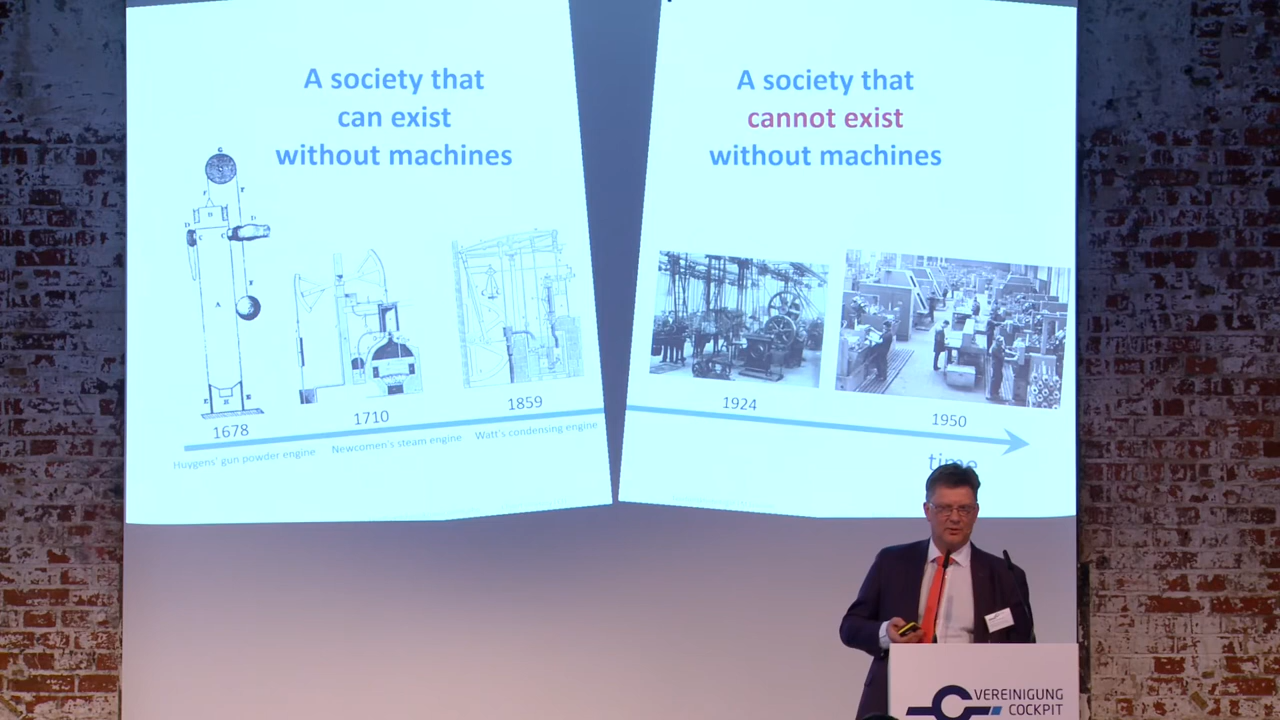 A society that
can exist
without machines
A society that
cannot exist
without machines
G
F
F
B
D
D
C
C
F
A
E
H
E
1678
1710
1859
1924
1950
Huygens' gun powder engine
Newcomen's steam engine
Watt's condensing engine
time
VEREINIGUNG
COCKPIT